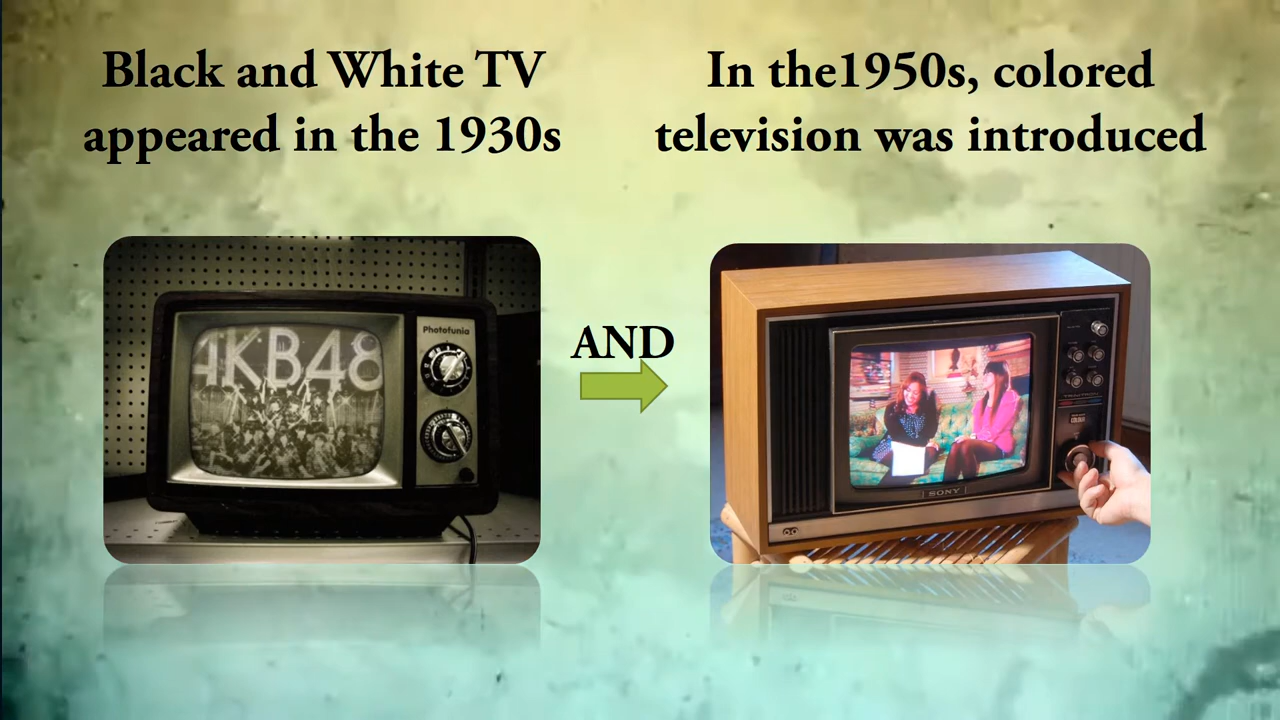 Black and White TV
appeared in the 1930s
In the1950s, colored
television was introduced
AND
Photofunia
AKB48
SONY